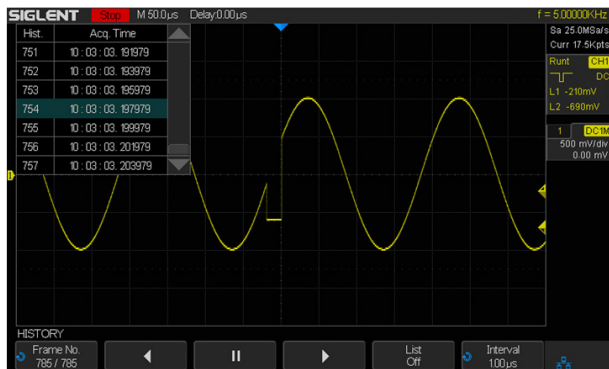 SIGLENT Stop M 50.0µs Delay:0.00µs f = 5.00000KHz
Sa 25.0MSa/s
Curr 17.5Kpts
Hist. Acq. Time
751 10 : 03 : 03. 191979
752 10 : 03 : 03. 193979
753 10 : 03 : 03. 195979
754 10 : 03 : 03. 197979
755 10 : 03 : 03. 199979
756 10 : 03 : 03. 201979
757 10 : 03 : 03. 203979
Runt CH1
DC
L1 -210mV
L2 -690mV
1 DC1M
500 mV/div
0.00 mV
1
HISTORY
Frame No.
785 / 785
List
Off
Interval
1.00µs